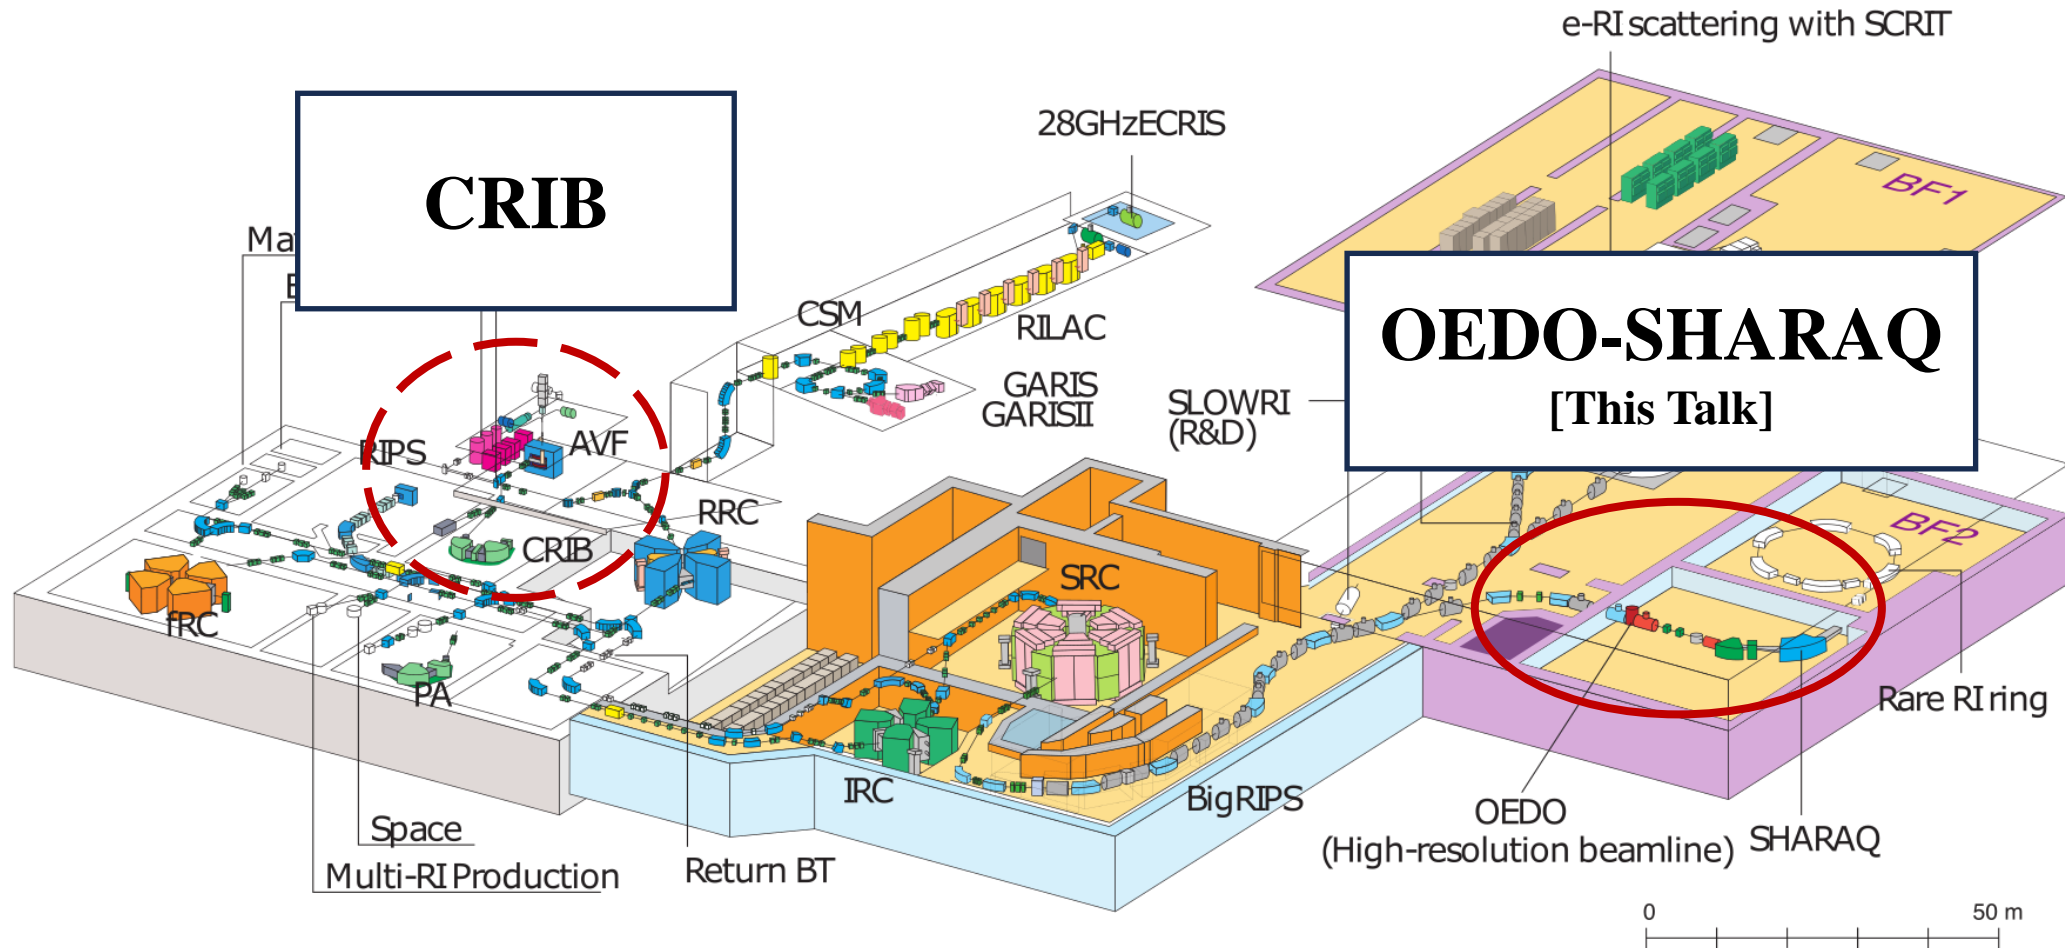 e-RI scattering with SCRIT
28GHzECRIS
CRIB
BF1
CSM
RILAC
OEDO-SHARAQ
[This Talk]
GARIS
GARISII
SLOWRI
(R&D)
RIPS
AVF
RRC
CRIB
BF2
SRC
fRC
PA
Rare RI ring
IRC
BigRIPS
OEDO
(High-resolution beamline)
SHARAQ
Space
Multi-RI Production
Return BT
0
50 m